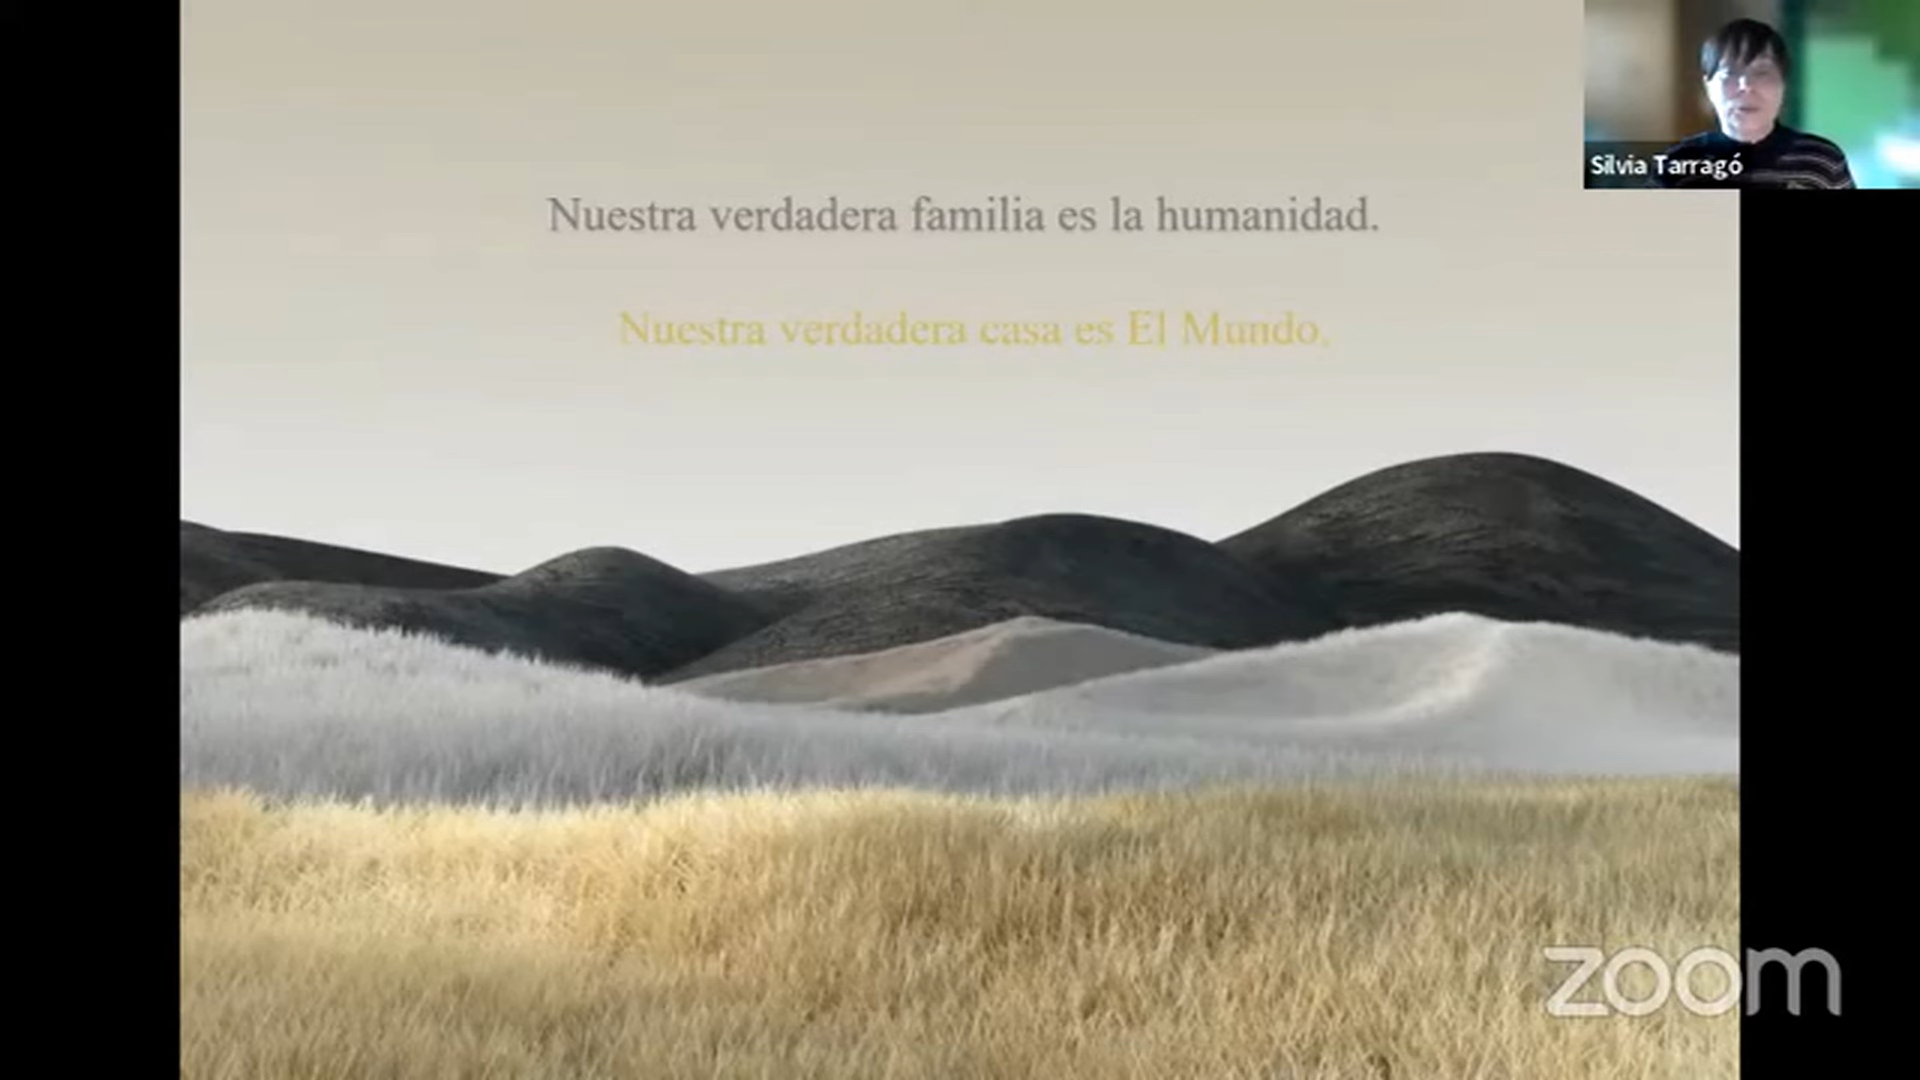 Silvia Tarragó
Nuestra verdadera familia es la humanidad.
Nuestra verdadera casa es El Mundo.
zoom